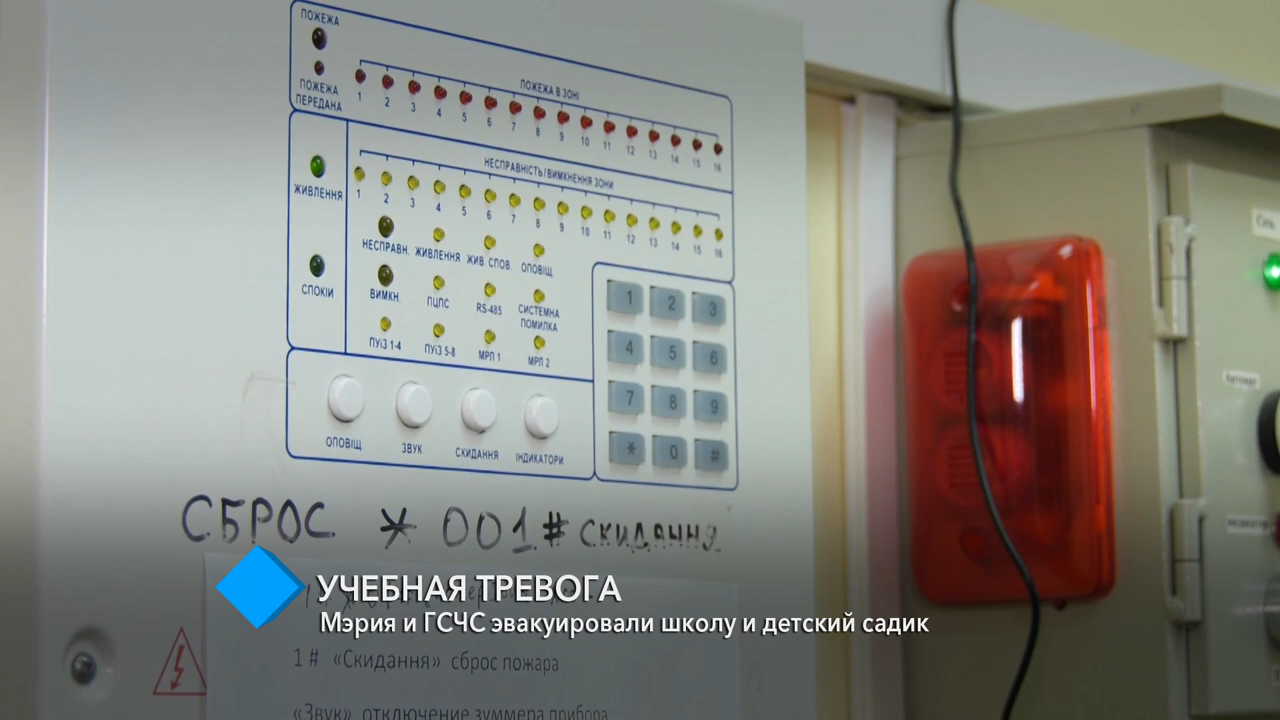 ПОЖЕЖА
ПОЖЕЖА
ПЕРЕДАНА
ПОЖЕЖА В ЗОНІ
1 2 3 4 5 6 7 8 9 10 11 12 13 14 15 16
ЖИВЛЕННЯ
СПОКІЙ
НЕСПРАВНІСТЬ/ВИМКНЕННЯ ЗОНИ
1 2 3 4 5 6 7 8 9 10 11 12 13 14 15 16
НЕСПРАВН. ЖИВЛЕННЯ ЖИВ. СПОВ. ОПОВІЩ.
ВИМКН. ПЦПС RS-485 СИСТЕМНА
ПОМИЛКА
ПУіЗ 1-4 ПУіЗ 5-8 МРЛ 1 МРЛ 2
1 2 3
4 5 6
7 8 9
* 0 #
ОПОВІЩ ЗВУК СКИДАННЯ ІНДИКАТОРИ
СБРОС * 001# скидання
УЧЕБНАЯ ТРЕВОГА
Мэрия и ГСЧС эвакуировали школу и детский садик
1 # «Скидання» сброс пожара
«Звук» отключение зуммера прибора